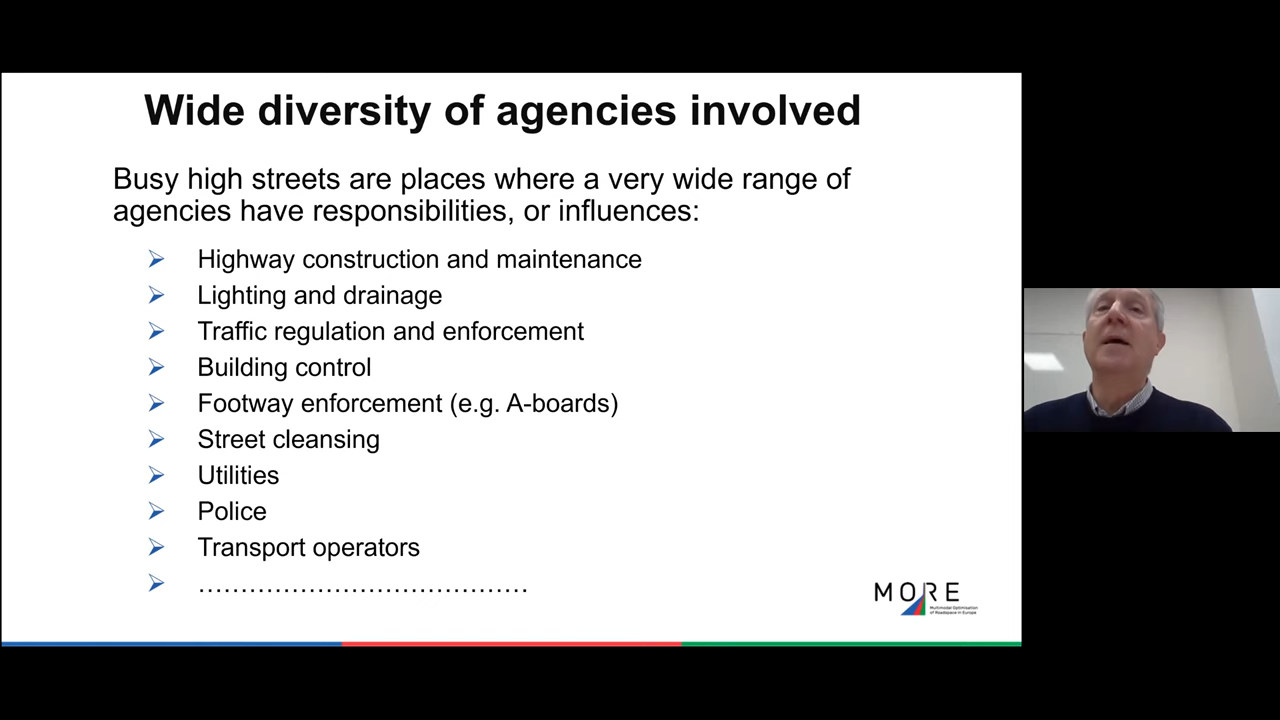 Wide diversity of agencies involved
Busy high streets are places where a very wide range of
agencies have responsibilities, or influences:
Highway construction and maintenance
Lighting and drainage
Traffic regulation and enforcement
Building control
Footway enforcement (e.g. A-boards)
Street cleansing
Utilities
Police
Transport operators
…………………………………
MORE
Multimodal Optimisation
of Roadspace in Europe